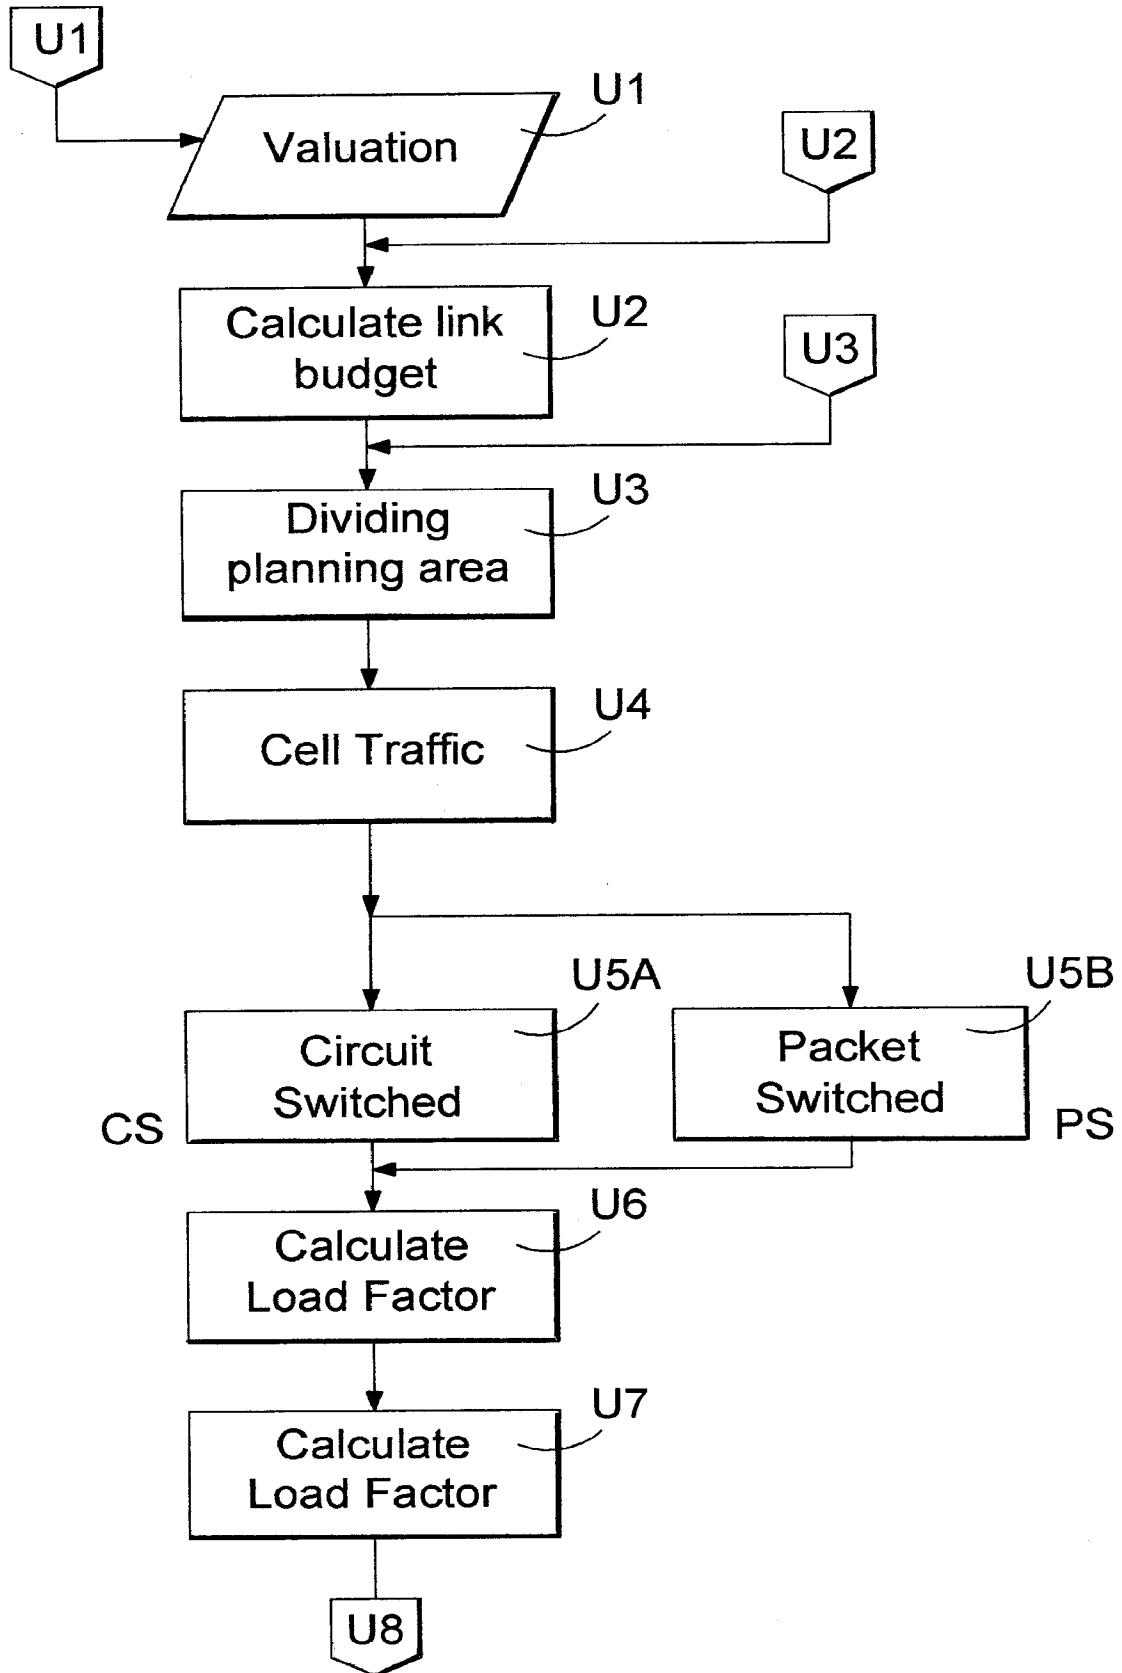 U1
U1
Valuation
U2
U2
Calculate link
budget
U3
U3
Dividing
planning area
U4
Cell Traffic
U5A
Circuit
Switched
CS
U5B
Packet
Switched
PS
U6
Calculate
Load Factor
U7
Calculate
Load Factor
U8